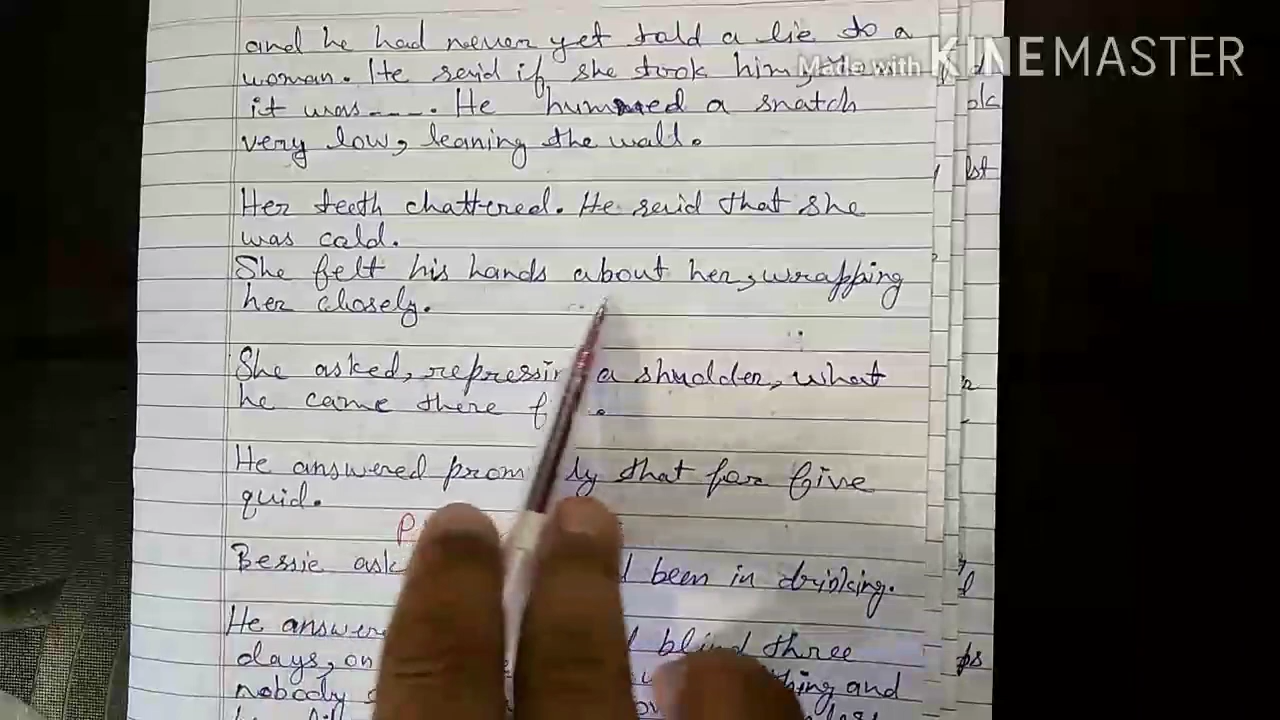 and he had never yet told a lie to a
woman. He said if she took him, then
Made with KINEMASTER
it was----. He hummed a snatch
very low, leaning the wall.
Her teeth chattered. He said that she
was cold.
She felt his hands about her, wrapping
her closely.
She asked, a shudder, what
he came there
He answered that for five
quid.
Bessie been in drinking.
He blind three
days, on
nobody and